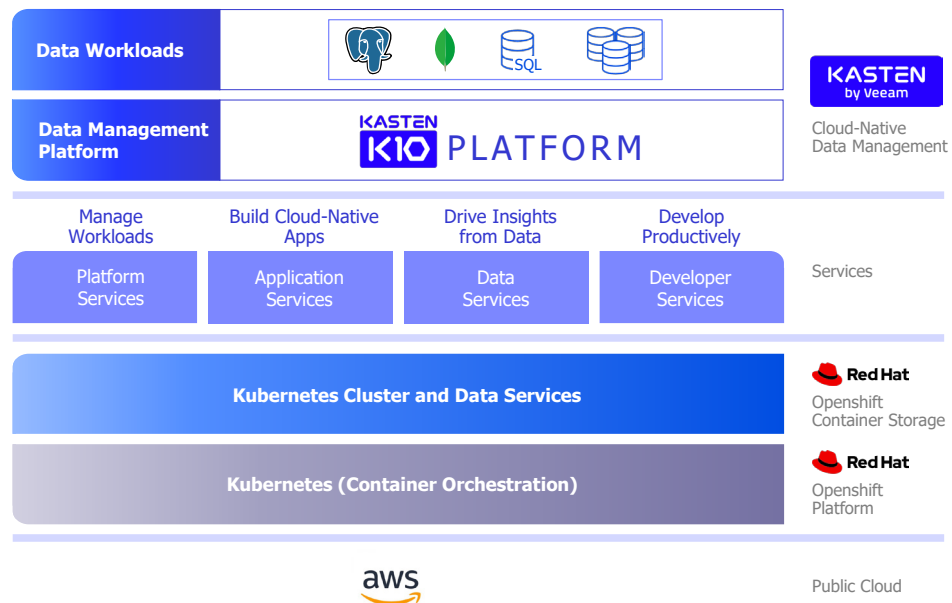 Data Workloads
SQL
KASTEN
by Veeam
Data Management
Platform
KASTEN
K10 PLATFORM
Cloud-Native
Data Management
Manage
Workloads
Build Cloud-Native
Apps
Drive Insights
from Data
Develop
Productively
Platform
Services
Application
Services
Data
Services
Developer
Services
Services
Kubernetes Cluster and Data Services
Red Hat
Openshift
Container Storage
Kubernetes (Container Orchestration)
Red Hat
Openshift
Platform
aws
Public Cloud